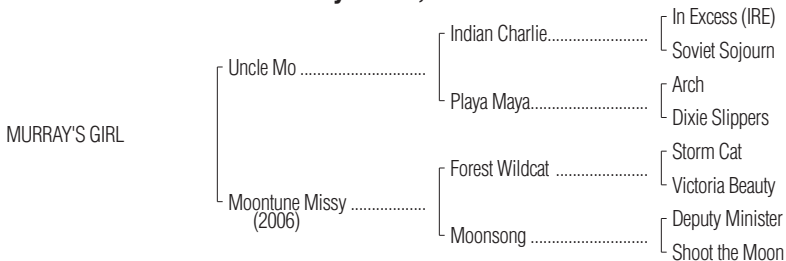 In Excess (IRE)
Indian Charlie........................
Soviet Sojourn
Uncle Mo .............................
Arch
Playa Maya............................
Dixie Slippers
MURRAY'S GIRL
Storm Cat
Forest Wildcat ......................
Victoria Beauty
Moontune Missy .................
(2006)
Deputy Minister
Moonsong ...........................
Shoot the Moon